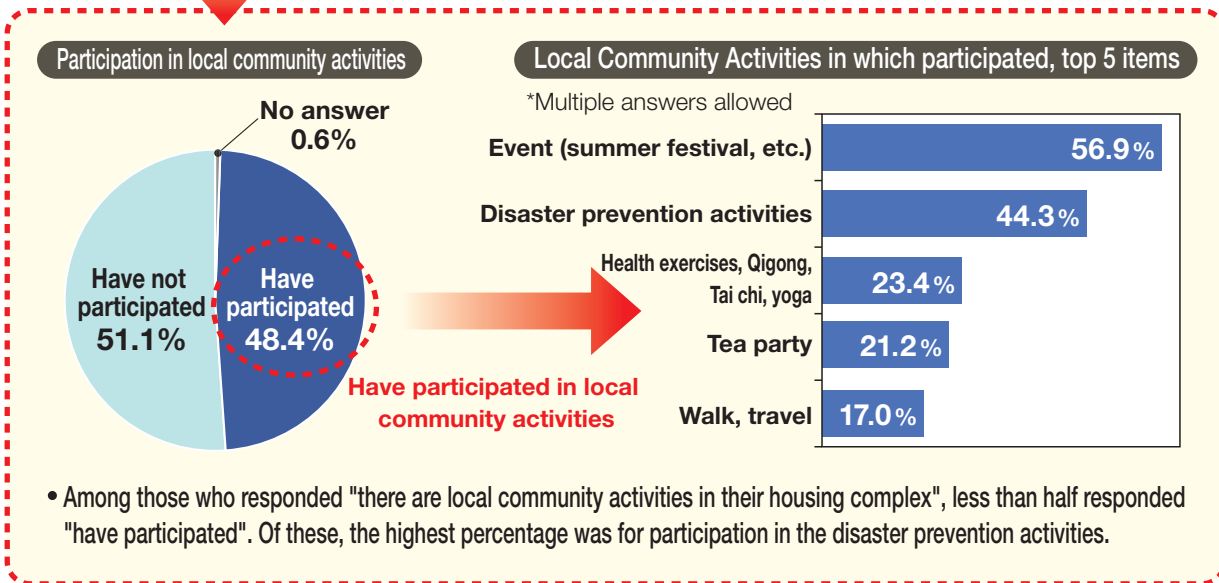 Participation in local community activities
No answer
0.6%
Have not
participated
51.1%
Have
participated
48.4%
Have participated in local
community activities
Local Community Activities in which participated, top 5 items
*Multiple answers allowed
Event (summer festival, etc.)
56.9%
Disaster prevention activities
44.3%
Health exercises, Qigong,
Tai chi, yoga
23.4%
Tea party
21.2%
Walk, travel
17.0%
• Among those who responded "there are local community activities in their housing complex", less than half responded
"have participated". Of these, the highest percentage was for participation in the disaster prevention activities.